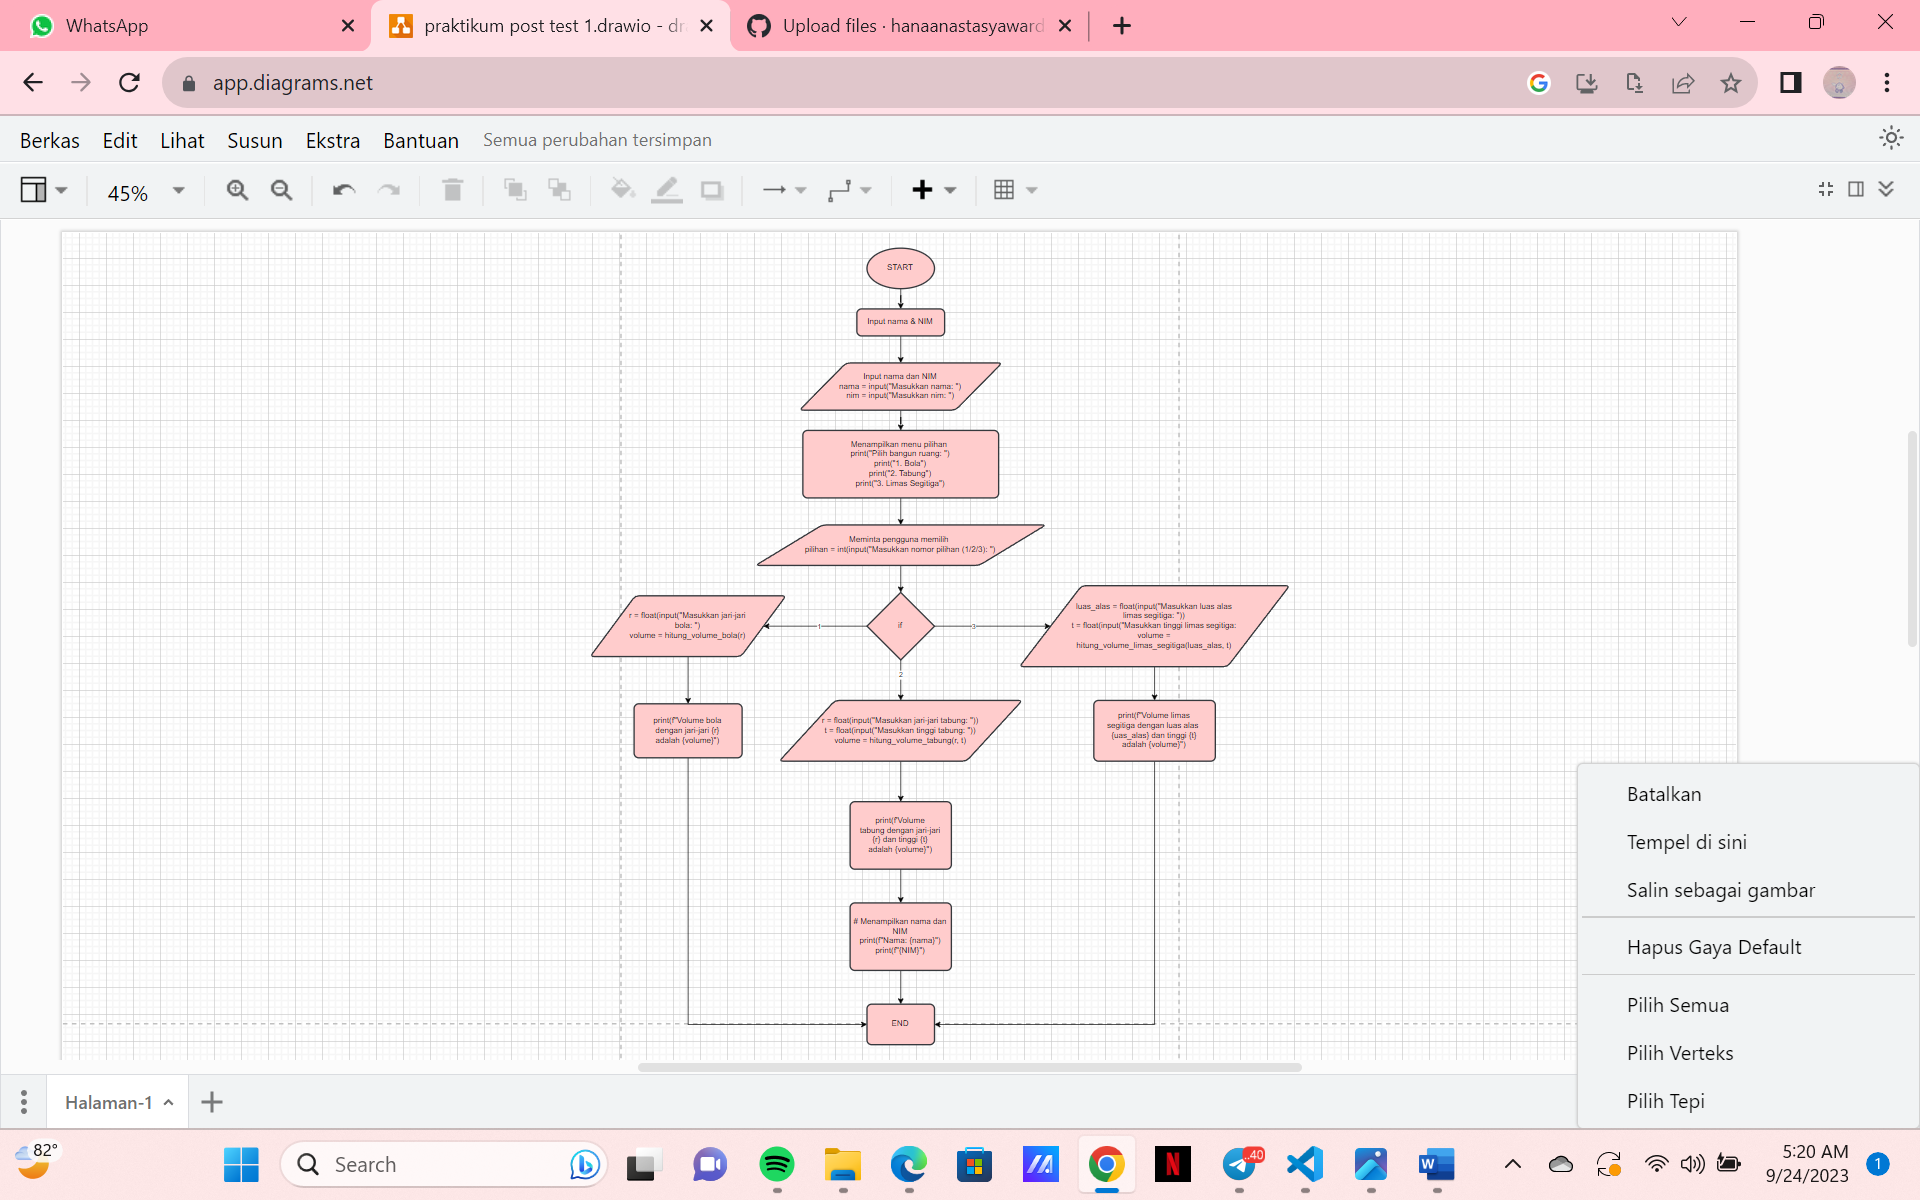 WhatsApp
praktikum post test 1.drawio - dr
Upload files · hanaanastasyaward
app.diagrams.net
Berkas Edit Lihat Susun Ekstra Bantuan Semua perubahan tersimpan
45%
START
Input nama & NIM
Input nama dan NIM
nama = input("Masukkan nama: ")
nim = input("Masukkan nim: ")
Menampilkan menu pilihan
print("Pilih bangun ruang: ")
print("1. Bola")
print("2. Tabung")
print("3. Limas Segitiga")
Meminta pengguna memilih
pilihan = int(input("Masukkan nomor pilihan (1/2/3): ")
r = float(input("Masukkan jari-jari
bola: ")
volume = hitung_volume_bola(r)
1
if
3
luas_alas = float(input("Masukkan luas alas
limas segitiga: "))
t = float(input("Masukkan tinggi limas segitiga:
volume =
hitung_volume_limas_segitiga(luas_alas, t)
2
print(f"Volume bola
dengan jari-jari {r}
adalah {volume}")
r = float(input("Masukkan jari-jari tabung: "))
t = float(input("Masukkan tinggi tabung: "))
volume = hitung_volume_tabung(r, t)
print(f"Volume limas
segitiga dengan luas alas
{uas_alas} dan tinggi {t}
adalah {volume}")
print(f"Volume
tabung dengan jari-jari
{r} dan tinggi {t}
adalah {volume}")
# Menampilkan nama dan
NIM
print(f"Nama: {nama}")
print(f"{NIM}")
END
Batalkan
Tempel di sini
Salin sebagai gambar
Hapus Gaya Default
Pilih Semua
Pilih Verteks
Pilih Tepi
Halaman-1
82°
Search
N
.40
W
5:20 AM
9/24/2023
1